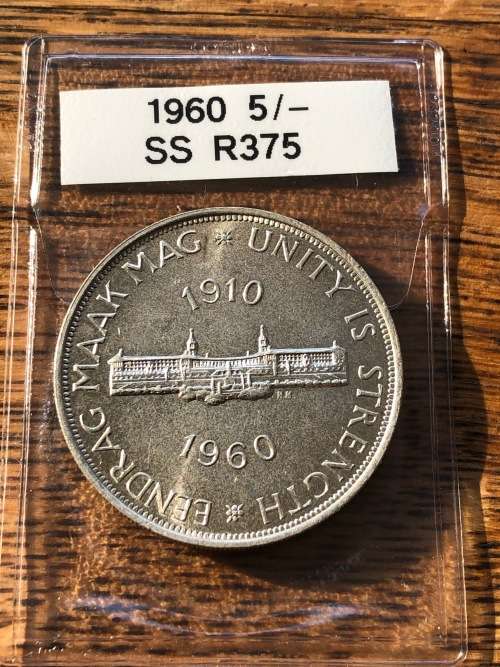 1960 5/–
SS R375
EENDRAG MAAK MAG ※ UNITY IS STRENGTH ※
1910
1960